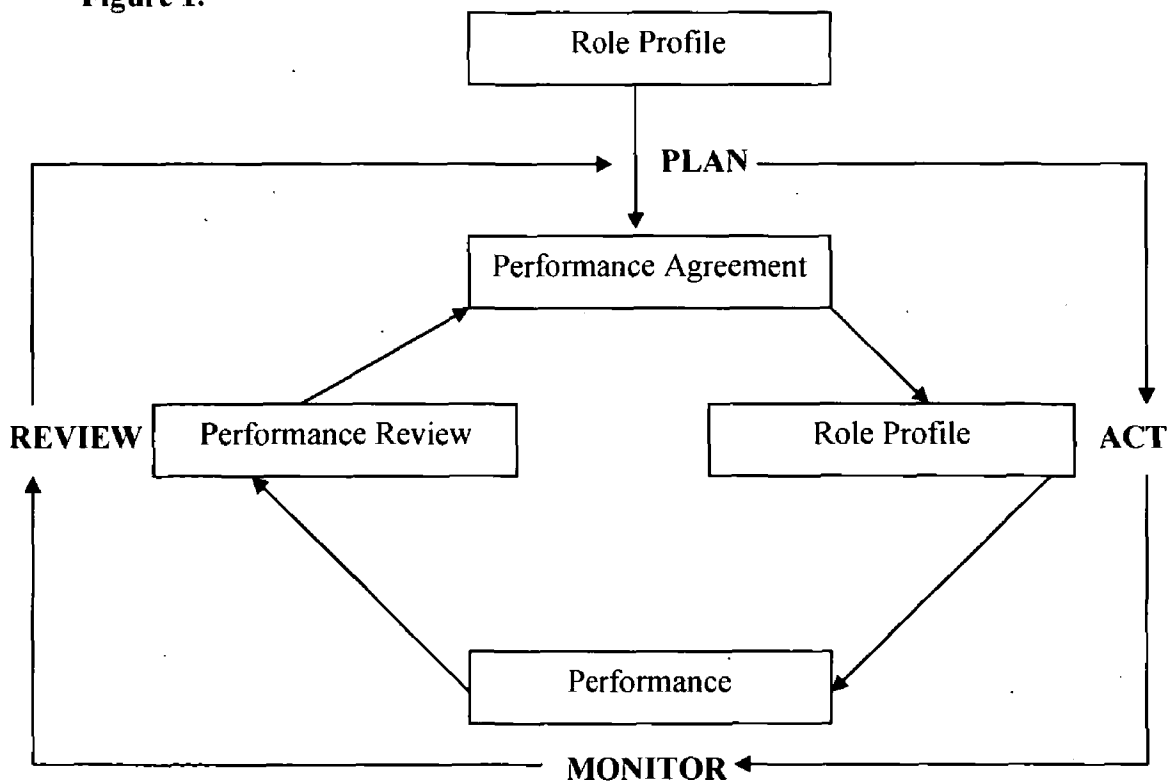 Figure 1.
Role Profile
PLAN
Performance Agreement
REVIEW
Performance Review
Role Profile
ACT
Performance
MONITOR